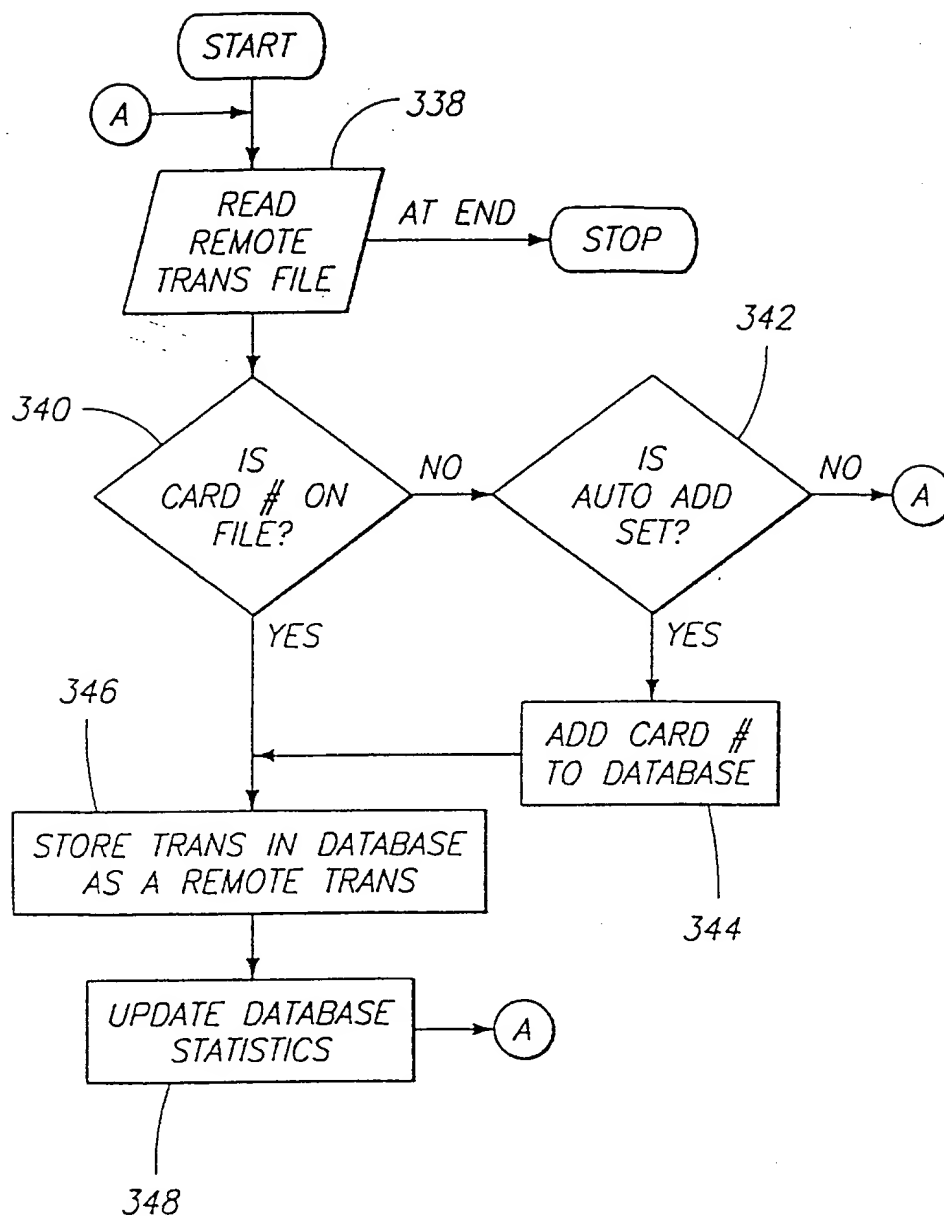 START
A
338
READ
REMOTE
TRANS FILE
AT END
STOP
342
340
IS
CARD # ON
FILE?
NO
IS
AUTO ADD
SET?
NO
A
YES
YES
346
ADD CARD #
TO DATABASE
STORE TRANS IN DATABASE
AS A REMOTE TRANS
344
UPDATE DATABASE
STATISTICS
A
348